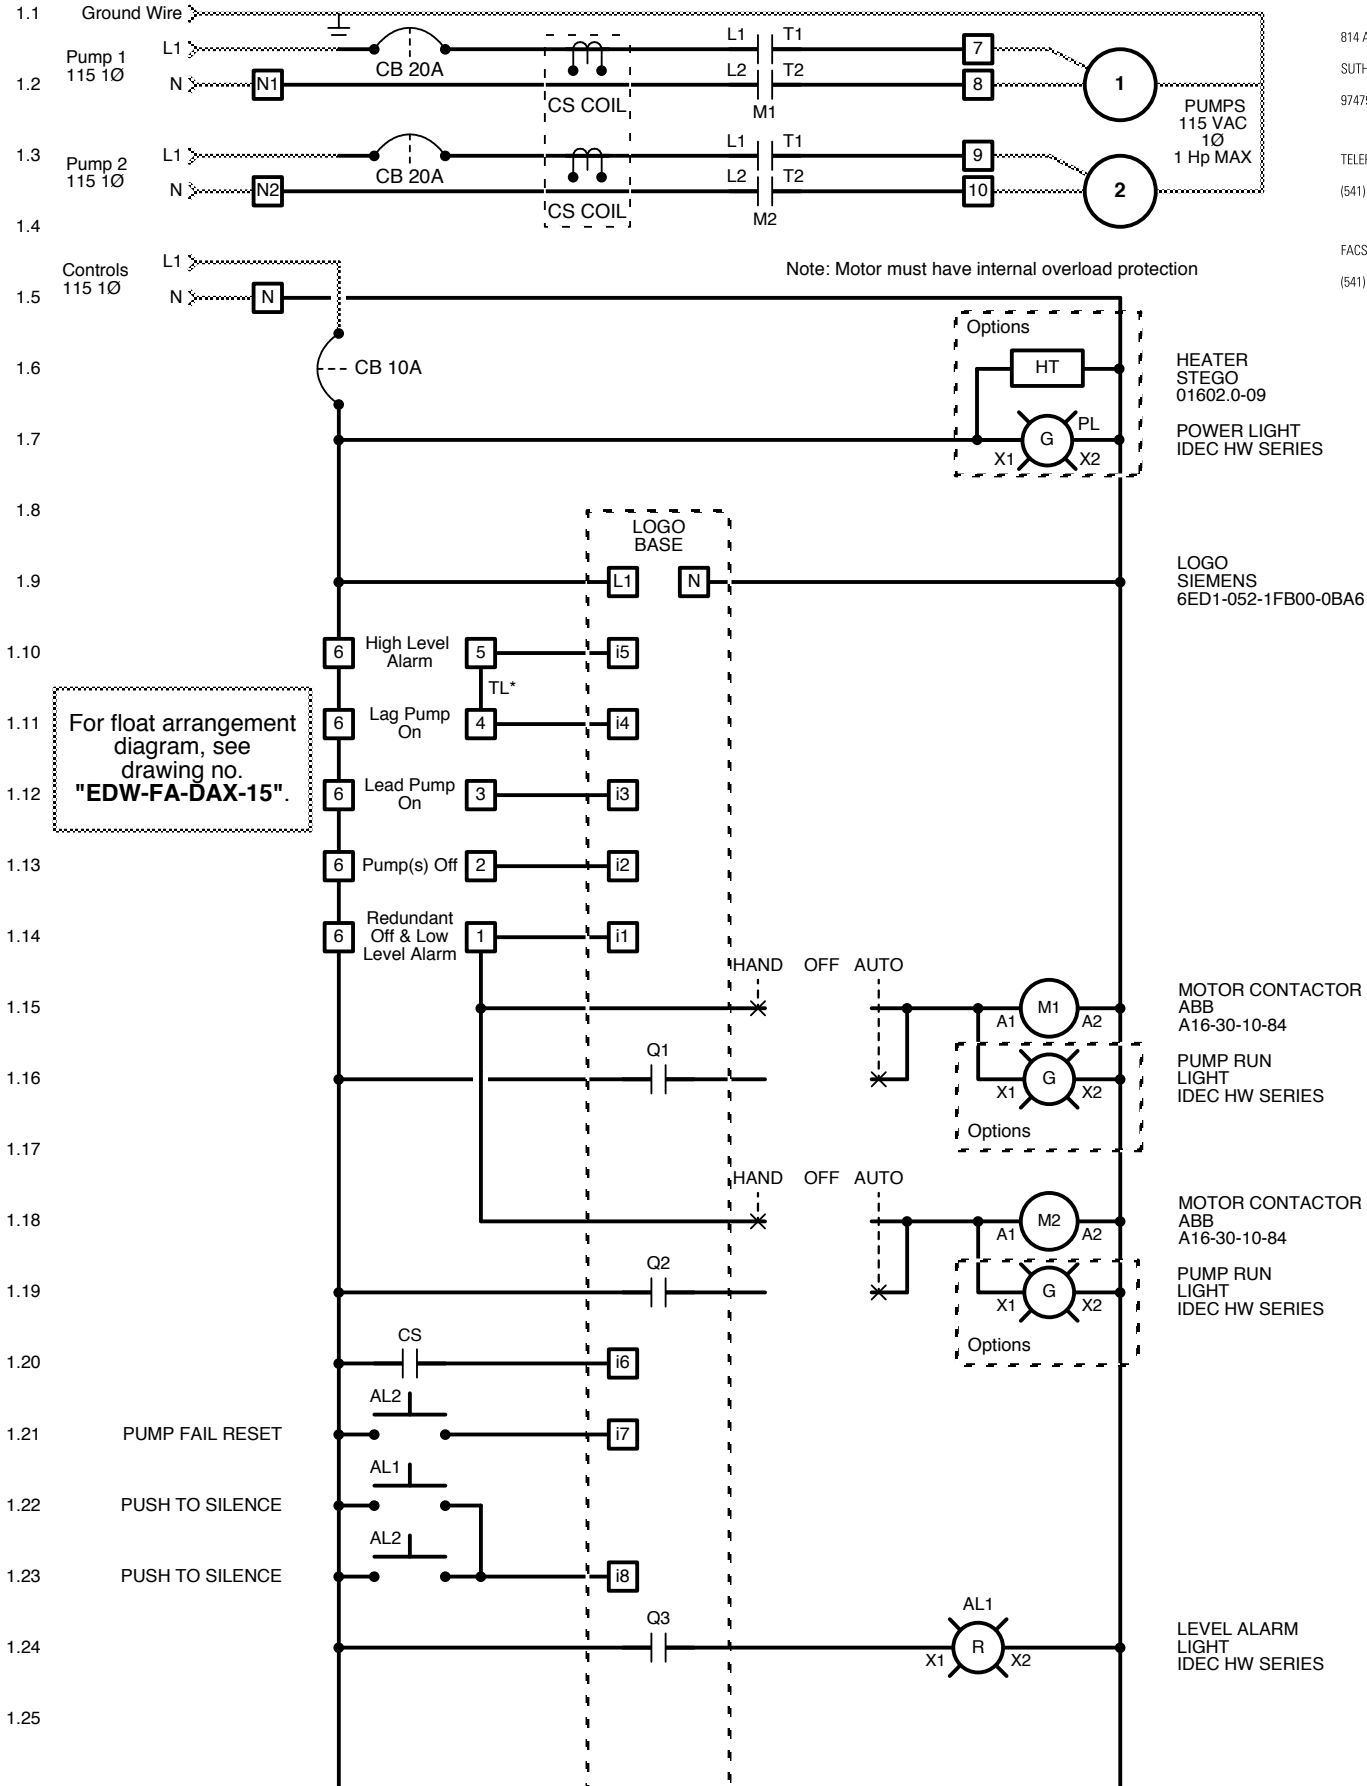 1.1 Ground Wire
814 A
Pump 1 L1 CB 20A L1 T1 7
115 1Ø
SUTH
1.2 N N1 CS COIL L2 T2 8 1
M1
97479
PUMPS
115 VAC
1Ø
1 Hp MAX
1.3 Pump 2 L1 CB 20A L1 T1 9
115 1Ø
TELEP
N N2 CS COIL L2 T2 10 2
M2
(541)
1.4
FACS
Controls L1
115 1Ø
Note: Motor must have internal overload protection
(541)
1.5 N N
Options
1.6 CB 10A HT
HEATER
STEGO
01602.0-09
1.7 X1 G PL X2
POWER LIGHT
IDEC HW SERIES
1.8
LOGO
BASE
1.9 L1 N
LOGO
SIEMENS
6ED1-052-1FB00-0BA6
1.10 6 High Level
Alarm 5 i5
TL*
1.11 6 Lag Pump
On 4 i4
For float arrangement
diagram, see
drawing no.
"EDW-FA-DAX-15".
1.12 6 Lead Pump
On 3 i3
1.13 6 Pump(s) Off 2 i2
1.14 6 Redundant
Off & Low
Level Alarm 1 i1
HAND OFF AUTO
1.15 A1 M1 A2
MOTOR CONTACTOR
ABB
A16-30-10-84
1.16 Q1 X1 G X2
PUMP RUN
LIGHT
IDEC HW SERIES
Options
1.17
HAND OFF AUTO
1.18 A1 M2 A2
MOTOR CONTACTOR
ABB
A16-30-10-84
1.19 Q2 X1 G X2
PUMP RUN
LIGHT
IDEC HW SERIES
Options
1.20 CS i6
AL2
1.21 PUMP FAIL RESET i7
AL1
1.22 PUSH TO SILENCE
AL2
1.23 PUSH TO SILENCE i8
AL1
1.24 Q3 X1 R X2
LEVEL ALARM
LIGHT
IDEC HW SERIES
1.25